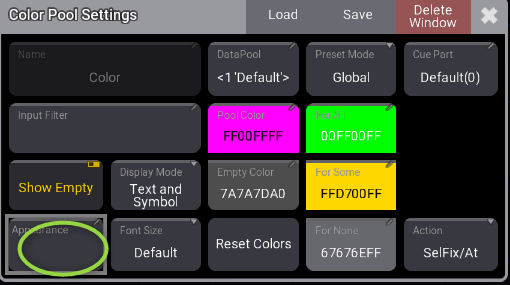 Color Pool Settings
Load
Save
Delete Window
Name
Color
DataPool
<1 'Default'>
Preset Mode
Global
Cue Part
Default(0)
Input Filter
Pool Color
FF00FFFF
For All
00FF00FF
Show Empty
Display Mode
Text and
Symbol
Empty Color
7A7A7DA0
For Some
FFD700FF
Appearance
Font Size
Default
Reset Colors
For None
67676EFF
Action
SelFix/At